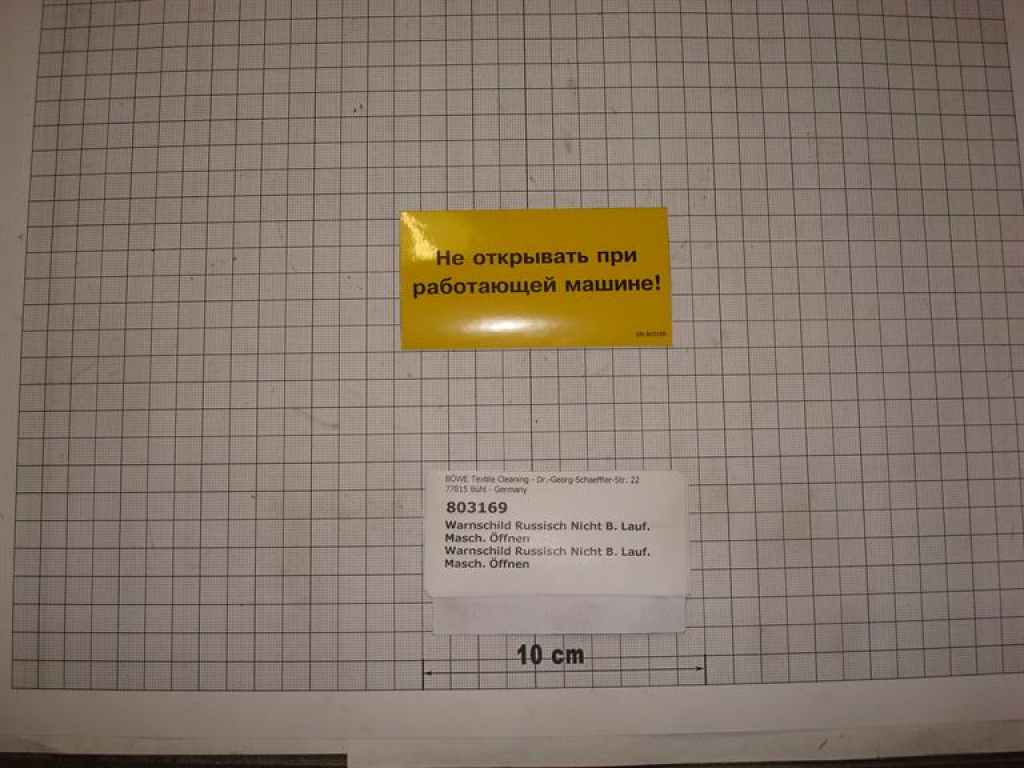 Не открывать при
работающей машине!
BÖWE Textile Cleaning - Dr.-Georg-Schaeffler-Str. 22
77815 Bühl - Germany
803169
Warnschild Russisch Nicht B. Lauf.
Masch. Öffnen
Warnschild Russisch Nicht B. Lauf.
Masch. Öffnen
10 cm